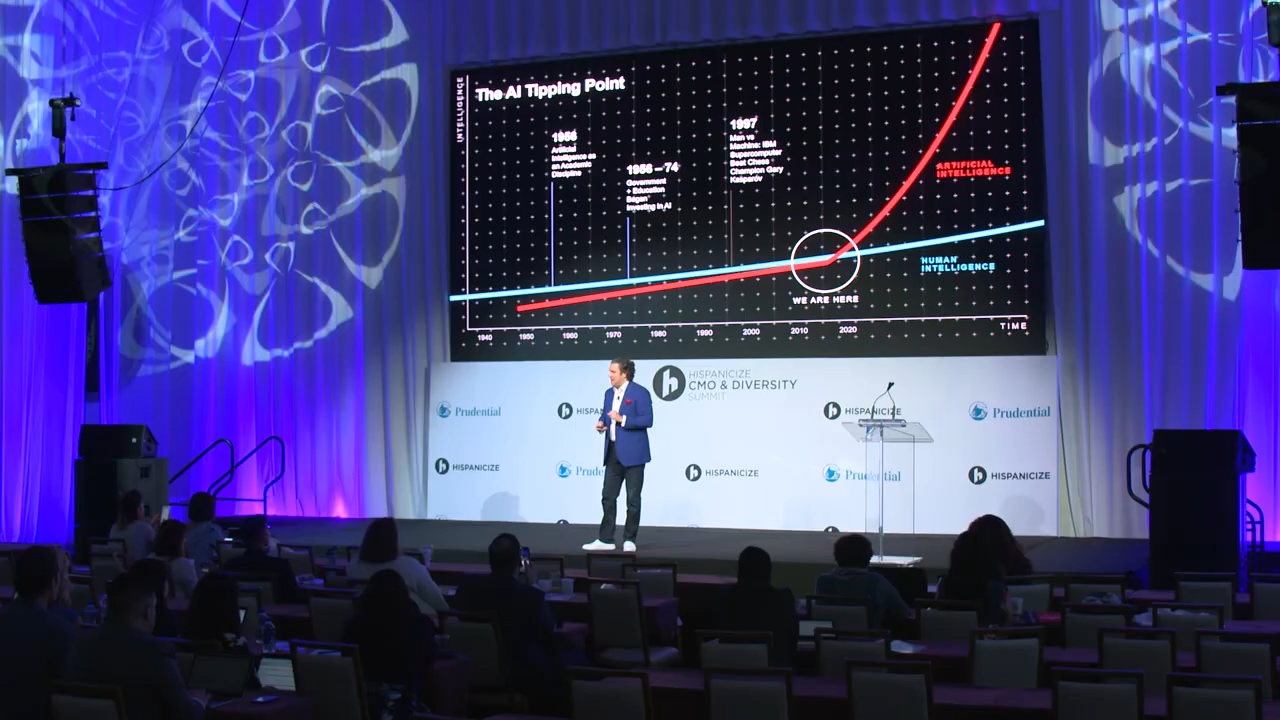 INTELLIGENCE
The AI Tipping Point
1956
Artificial
Intelligence as
an Academic
Discipline
1956 – 74
Government
+ Education
Began
Investing in AI
1997
Man vs
Machine: IBM
Supercomputer
Beat Chess
Champion Gary
Kasparov
ARTIFICIAL
INTELLIGENCE
HUMAN
INTELLIGENCE
WE ARE HERE
1940 1950 1960 1970 1980 1990 2000 2010 2020 TIME
HISPANICIZE
CMO & DIVERSITY
SUMMIT
Prudential
HISPANICIZE
Prudential
HISPANICIZE
Prudential
HISPANICIZE
Prudential
HISPANICIZE